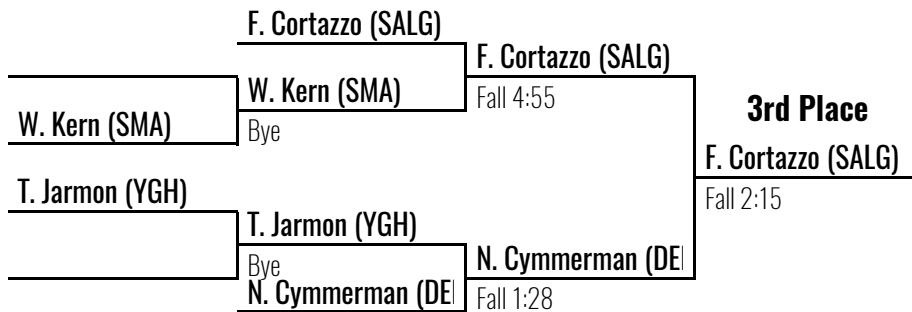 F. Cortazzo (SALG)
F. Cortazzo (SALG)
W. Kern (SMA)
Fall 4:55
3rd Place
W. Kern (SMA)
Bye
F. Cortazzo (SALG)
T. Jarmon (YGH)
Fall 2:15
T. Jarmon (YGH)
Bye
N. Cymmerman (DE
N. Cymmerman (DE
Fall 1:28